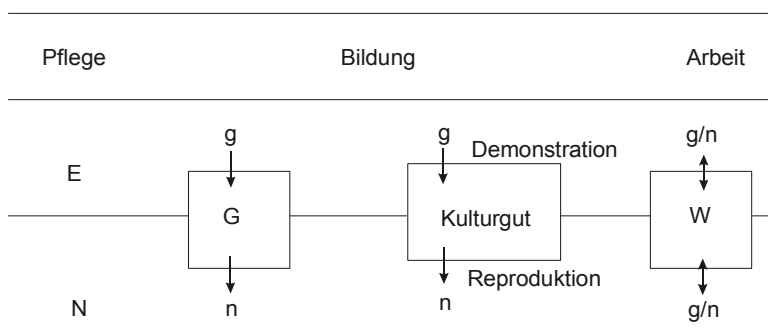 Pflege Bildung Arbeit
g g Demonstration g/n
E
G Kulturgut W
Reproduktion
N n n g/n